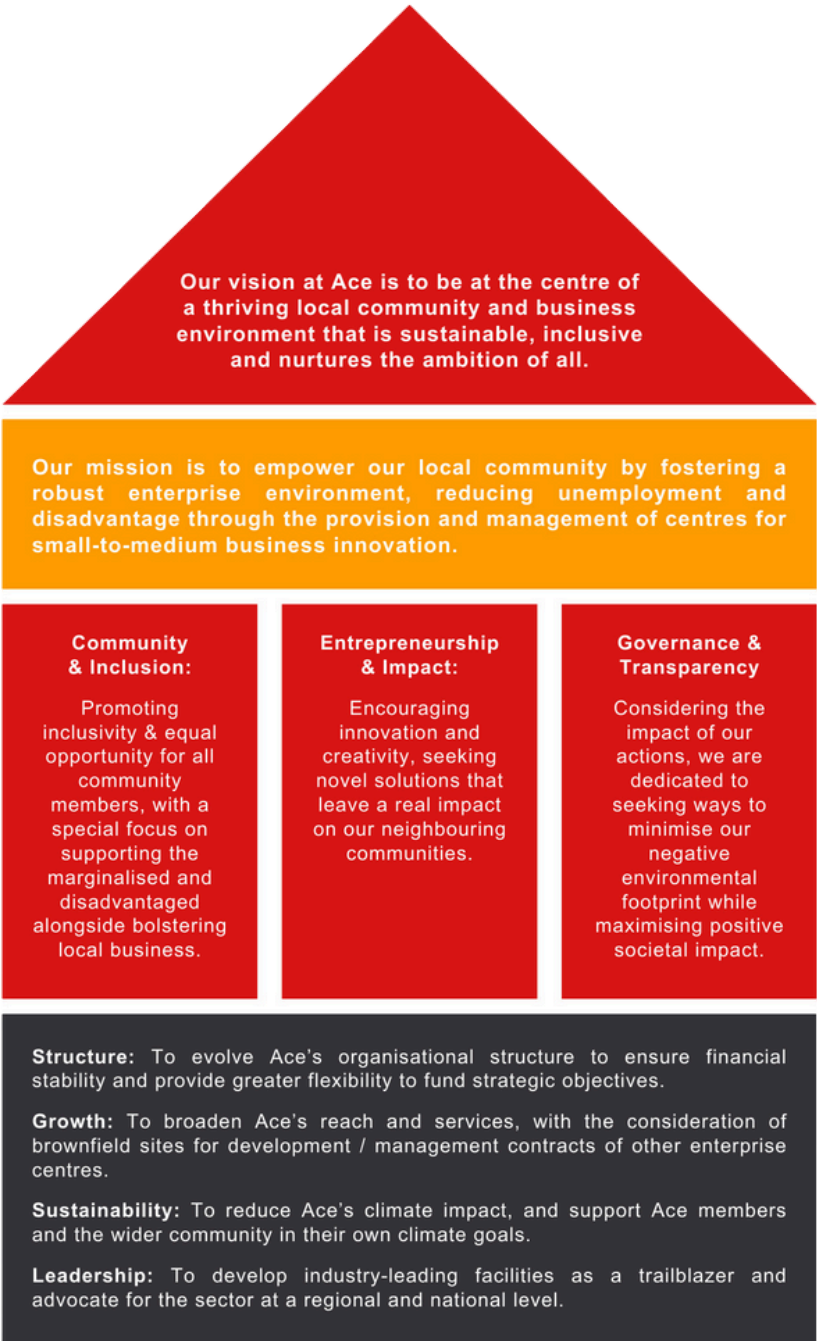 Our vision at Ace is to be at the centre of
a thriving local community and business
environment that is sustainable, inclusive
and nurtures the ambition of all.
Our mission is to empower our local community by fostering a
robust enterprise environment, reducing unemployment and
disadvantage through the provision and management of centres for
small-to-medium business innovation.
Community
& Inclusion:
Promoting
inclusivity & equal
opportunity for all
community
members, with a
special focus on
supporting the
marginalised and
disadvantaged
alongside bolstering
local business.
Entrepreneurship
& Impact:
Encouraging
innovation and
creativity, seeking
novel solutions that
leave a real impact
on our neighbouring
communities.
Governance &
Transparency
Considering the
impact of our
actions, we are
dedicated to
seeking ways to
minimise our
negative
environmental
footprint while
maximising positive
societal impact.
Structure: To evolve Ace’s organisational structure to ensure financial
stability and provide greater flexibility to fund strategic objectives.
Growth: To broaden Ace’s reach and services, with the consideration of
brownfield sites for development / management contracts of other enterprise
centres.
Sustainability: To reduce Ace’s climate impact, and support Ace members
and the wider community in their own climate goals.
Leadership: To develop industry-leading facilities as a trailblazer and
advocate for the sector at a regional and national level.